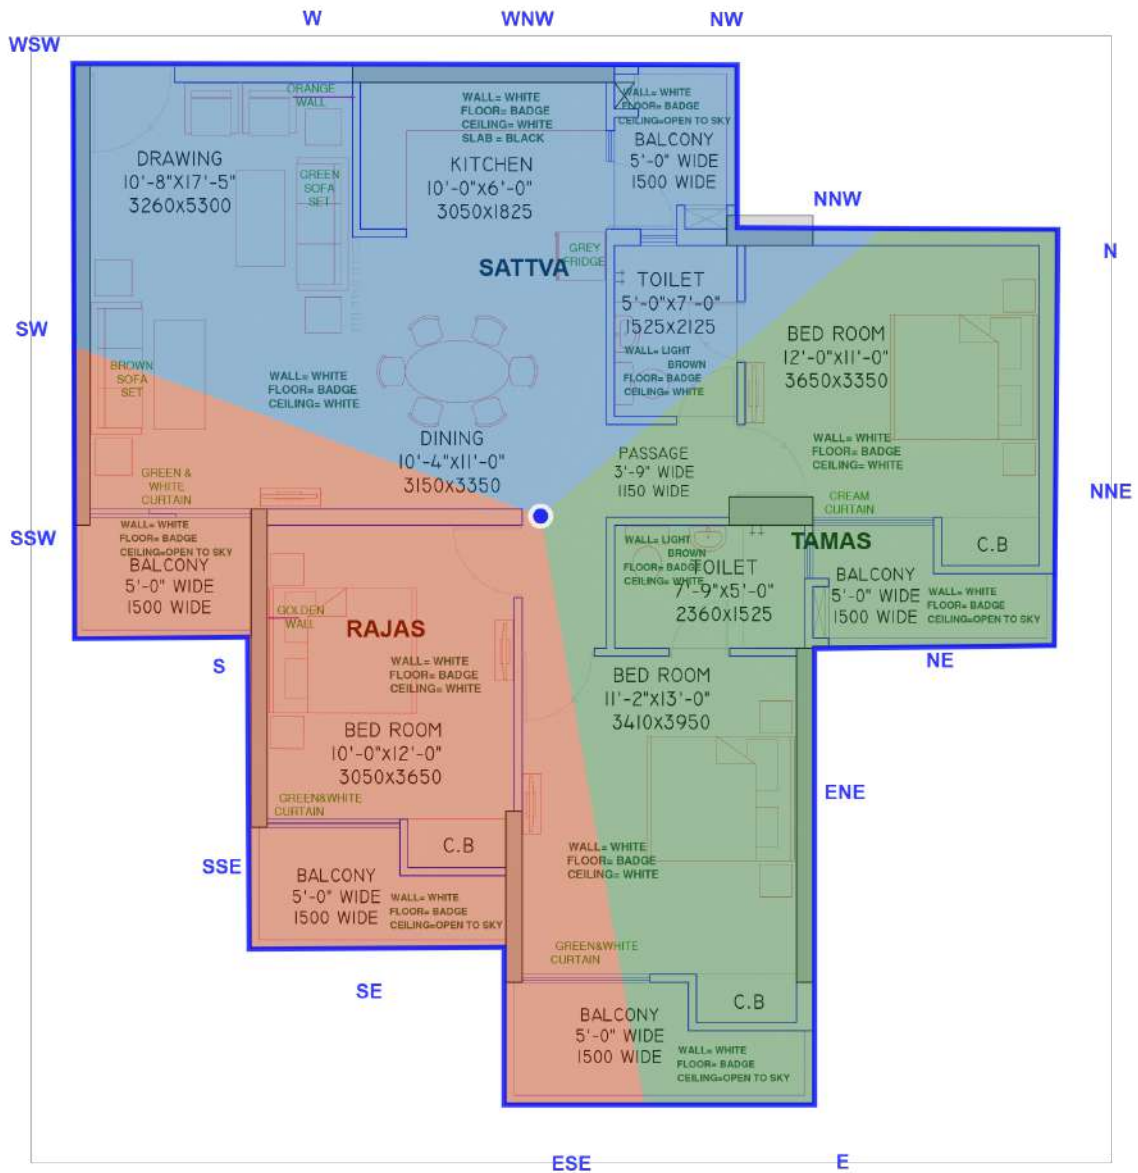 W
WNW
NW
WSW
ORANGE
WALL
WALL= WHITE
FLOOR= BADGE
CEILING= WHITE
SLAB = BLACK
WALL= WHITE
FLOOR= BADGE
CEILING=OPEN TO SKY
DRAWING
10'-8"X17'-5"
3260x5300
KITCHEN
10'-0"X6'-0"
3050x1825
BALCONY
5'-0" WIDE
1500 WIDE
GREEN
SOFA
SET
NNW
N
GREY
FRIDGE
SATTVA
TOILET
5'-0"X7'-0"
1525x2125
WALL= LIGHT
BROWN
FLOOR= BADGE
CEILING= WHITE
BED ROOM
12'-0"X11'-0"
3650x3350
SW
BROWN
SOFA
SET
WALL= WHITE
FLOOR= BADGE
CEILING= WHITE
DINING
10'-4"X11'-0"
3150X3350
PASSAGE
3'-9" WIDE
1150 WIDE
WALL= WHITE
FLOOR= BADGE
CEILING= WHITE
GREEN &
WHITE
CURTAIN
CREAM
CURTAIN
NNE
SSW
WALL= WHITE
FLOOR= BADGE
CEILING=OPEN TO SKY
BALCONY
5'-0" WIDE
1500 WIDE
WALL= LIGHT
BROWN
FLOOR= BADGE
CEILING= WHITE
TOILET
7'-9"X5'-0"
2360x1525
TAMAS
C.B
BALCONY
5'-0" WIDE
1500 WIDE
WALL= WHITE
FLOOR= BADGE
CEILING=OPEN TO SKY
GOLDEN
WALL
RAJAS
WALL= WHITE
FLOOR= BADGE
CEILING= WHITE
S
NE
BED ROOM
11'-2"X13'-0"
3410x3950
BED ROOM
10'-0"X12'-0"
3050x3650
GREEN&WHITE
CURTAIN
ENE
C.B
WALL= WHITE
FLOOR= BADGE
CEILING= WHITE
SSE
BALCONY
5'-0" WIDE
1500 WIDE
WALL= WHITE
FLOOR= BADGE
CEILING=OPEN TO SKY
GREEN&WHITE
CURTAIN
SE
C.B
BALCONY
5'-0" WIDE
1500 WIDE
WALL= WHITE
FLOOR= BADGE
CEILING=OPEN TO SKY
ESE
E